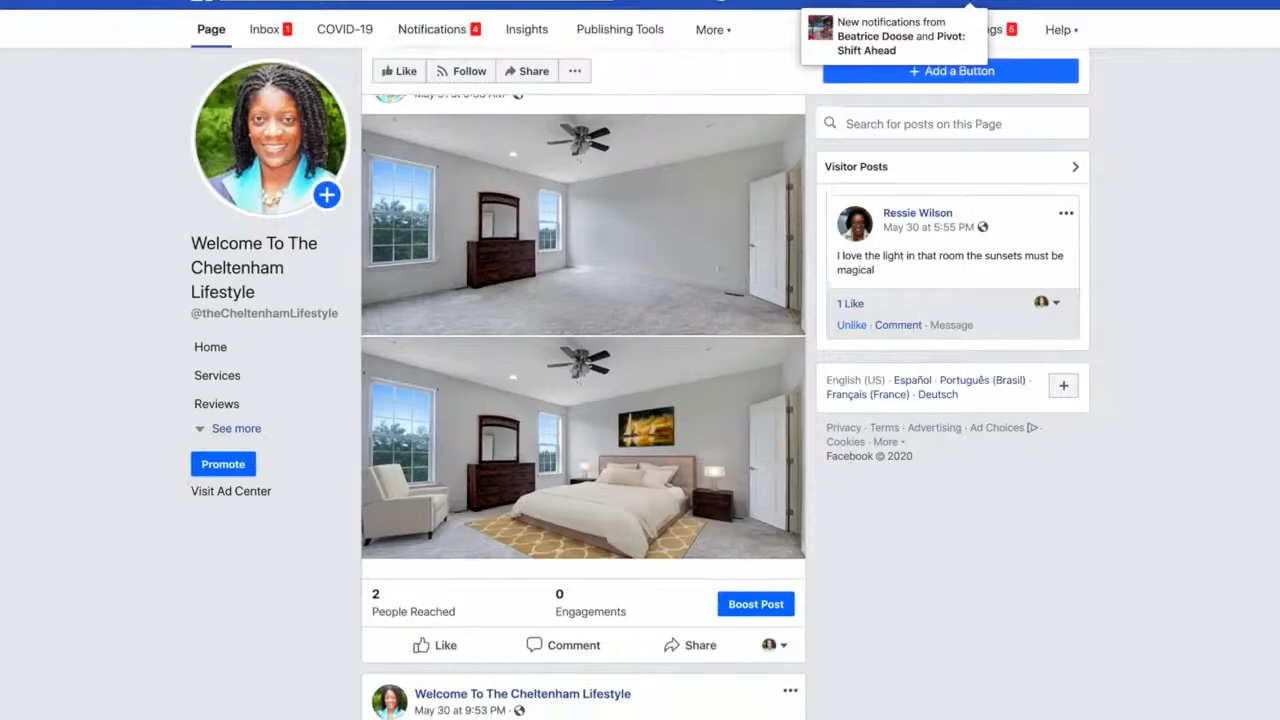 Page
Inbox 1
COVID-19
Notifications 4
Insights
Publishing Tools
More
New notifications from
Beatrice Doose and Pivot:
Shift Ahead
gs 5
Help
Like
Follow
Share
+ Add a Button
Search for posts on this Page
Visitor Posts
Ressie Wilson
May 30 at 5:55 PM
I love the light in that room the sunsets must be
magical
1 Like
Unlike · Comment · Message
English (US) · Español · Português (Brasil) ·
Français (France) · Deutsch
Privacy · Terms · Advertising · Ad Choices ·
Cookies · More
Facebook © 2020
Welcome To The
Cheltenham
Lifestyle
@theCheltenhamLifestyle
Home
Services
Reviews
See more
Promote
Visit Ad Center
2
People Reached
0
Engagements
Boost Post
Like
Comment
Share
Welcome To The Cheltenham Lifestyle
May 30 at 9:53 PM ·